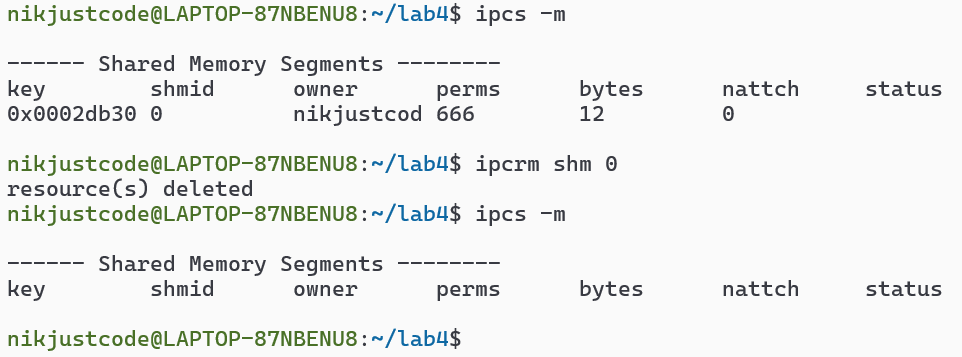 nikjustcode@LAPTOP-87NBENU8:~/lab4$ ipcs -m
------ Shared Memory Segments --------
key        shmid      owner      perms      bytes      nattch     status
0x0002db30 0          nikjustcod 666        12         0
nikjustcode@LAPTOP-87NBENU8:~/lab4$ ipcrm shm 0
resource(s) deleted
nikjustcode@LAPTOP-87NBENU8:~/lab4$ ipcs -m
------ Shared Memory Segments --------
key        shmid      owner      perms      bytes      nattch     status
nikjustcode@LAPTOP-87NBENU8:~/lab4$